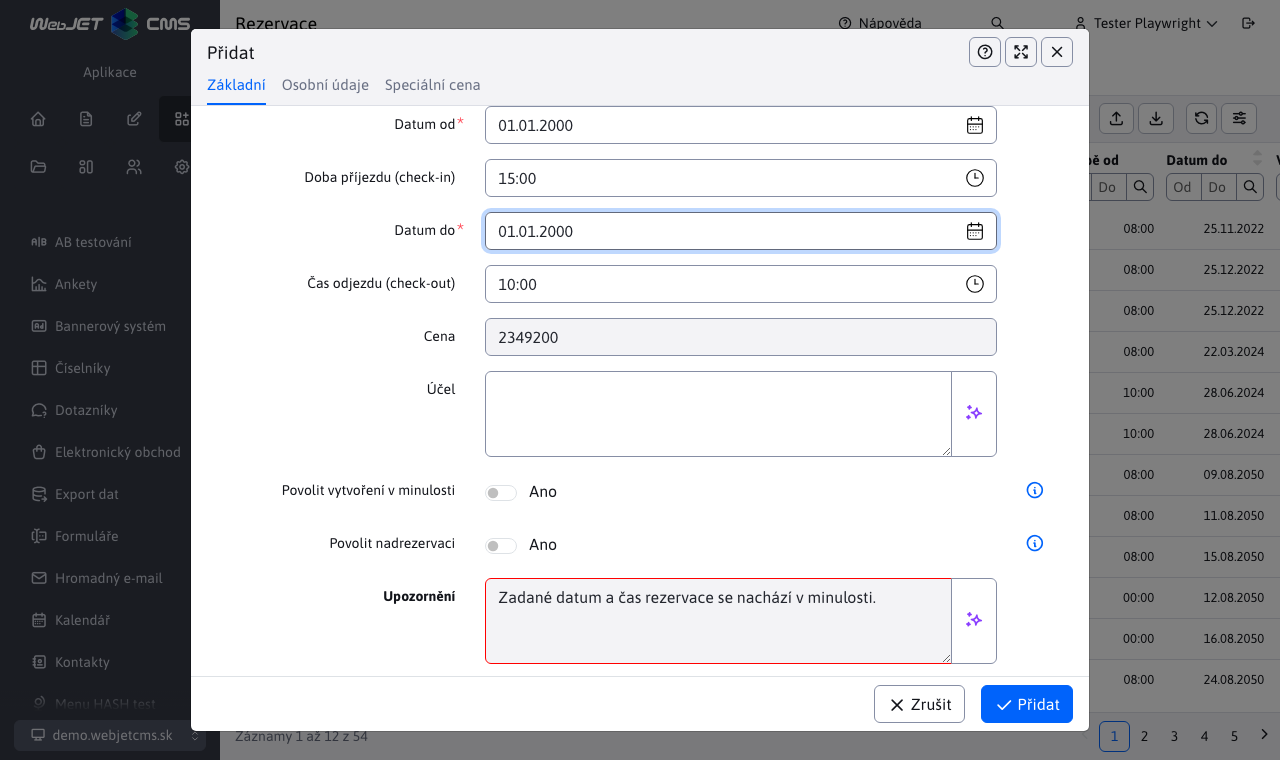 WebJET CMS
Rezervace
Nápověda
Tester Playwright
Aplikace
Přidat
Základní
Osobní údaje
Speciální cena
Datum od*
01.01.2000
Doba příjezdu (check-in)
15:00
Datum do*
01.01.2000
Čas odjezdu (check-out)
10:00
Cena
2349200
Účel
Povolit vytvoření v minulosti
Ano
Povolit nadrezervaci
Ano
Upozornění
Zadané datum a čas rezervace se nachází v minulosti.
Zrušit
Přidat
AB testování
Ankety
Bannerový systém
Číselníky
Dotazníky
Elektronický obchod
Export dat
Formuláře
Hromadný e-mail
Kalendář
Kontakty
Menu HASH test
demo.webjetcms.sk
od Datum do
Do Od Do
08:00 25.11.2022
08:00 25.12.2022
08:00 25.12.2022
08:00 22.03.2024
10:00 28.06.2024
10:00 28.06.2024
08:00 09.08.2050
08:00 11.08.2050
08:00 15.08.2050
00:00 12.08.2050
00:00 16.08.2050
08:00 24.08.2050
Záznamy 1 až 12 z 54
1 2 3 4 5